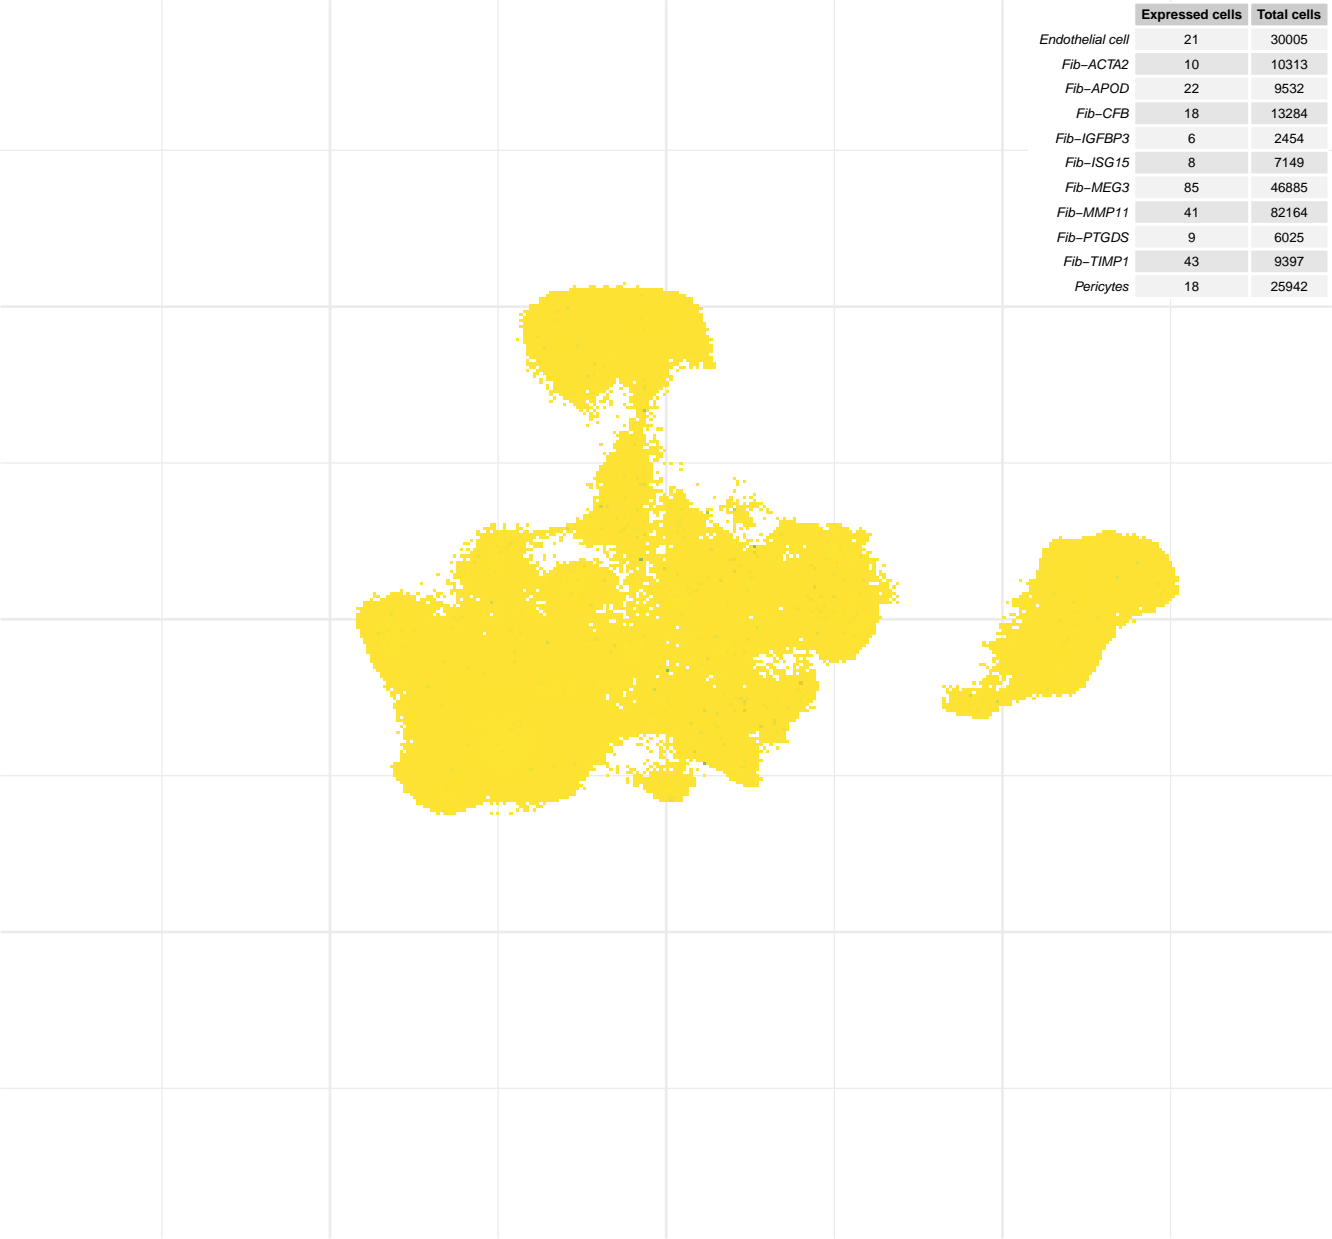 Expressed cells Total cells
Endothelial cell 21 30005
Fib−ACTA2 10 10313
Fib−APOD 22 9532
Fib−CFB 18 13284
Fib−IGFBP3 6 2454
Fib−ISG15 8 7149
Fib−MEG3 85 46885
Fib−MMP11 41 82164
Fib−PTGDS 9 6025
Fib−TIMP1 43 9397
Pericytes 18 25942